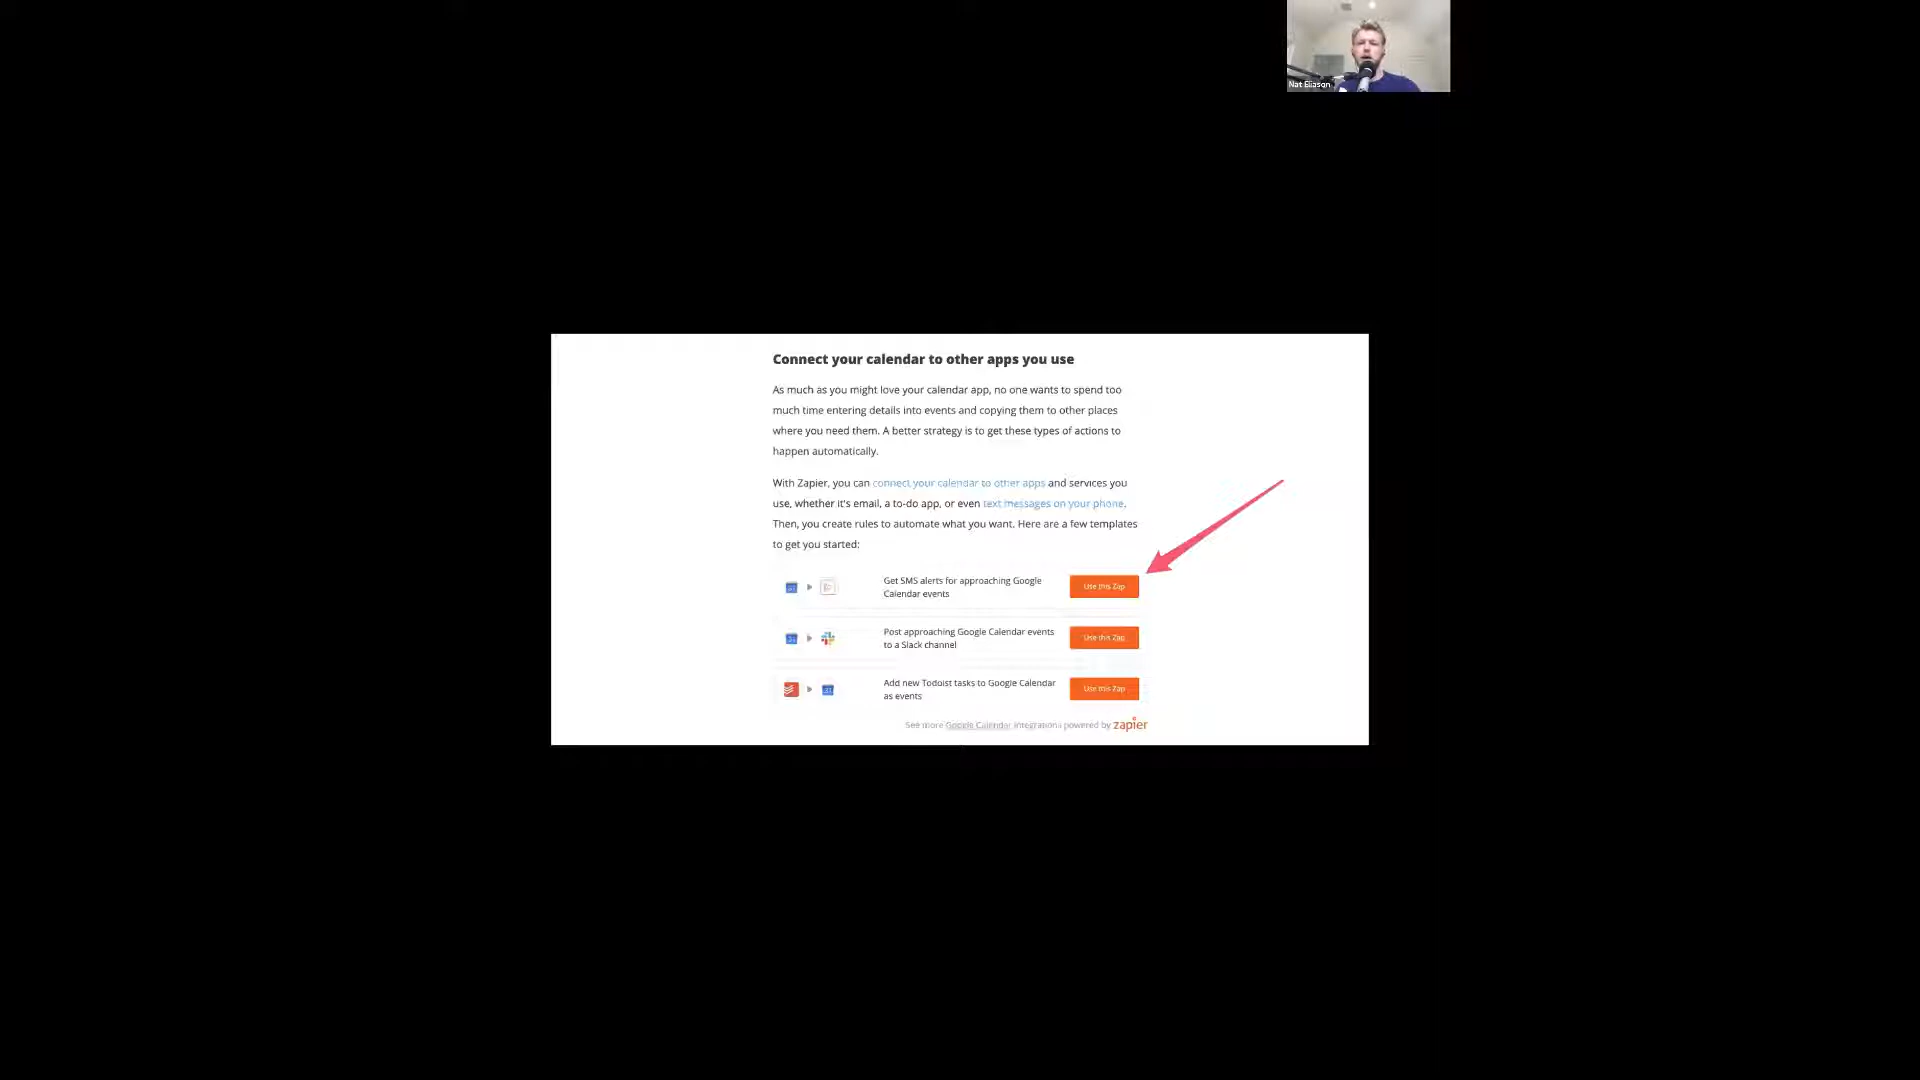 Nat Eliason
Connect your calendar to other apps you use
As much as you might love your calendar app, no one wants to spend too
much time entering details into events and copying them to other places
where you need them. A better strategy is to get these types of actions to
happen automatically.
With Zapier, you can connect your calendar to other apps and services you
use, whether it's email, a to-do app, or even text messages on your phone.
Then, you create rules to automate what you want. Here are a few templates
to get you started:
Get SMS alerts for approaching Google
Calendar events
Use this Zap
Post approaching Google Calendar events
to a Slack channel
Use this Zap
Add new Todoist tasks to Google Calendar
as events
Use this Zap
See more Google Calendar integrations powered by zapier